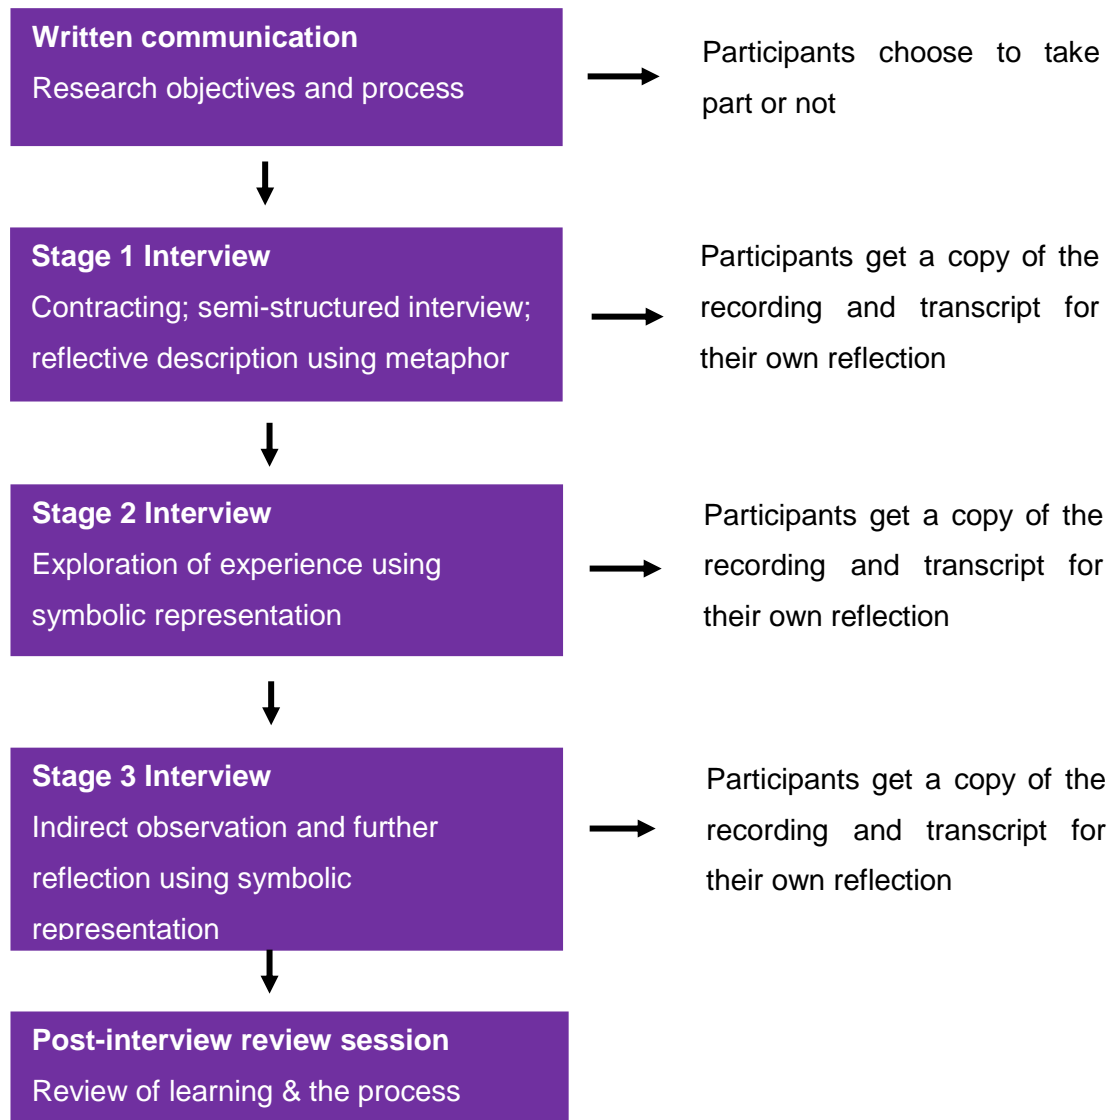 Written communication
Research objectives and process
Participants choose to take
part or not
Stage 1 Interview
Contracting; semi-structured interview;
reflective description using metaphor
Participants get a copy of the
recording and transcript for
their own reflection
Stage 2 Interview
Exploration of experience using
symbolic representation
Participants get a copy of the
recording and transcript for
their own reflection
Stage 3 Interview
Indirect observation and further
reflection using symbolic
representation
Participants get a copy of the
recording and transcript for
their own reflection
Post-interview review session
Review of learning & the process